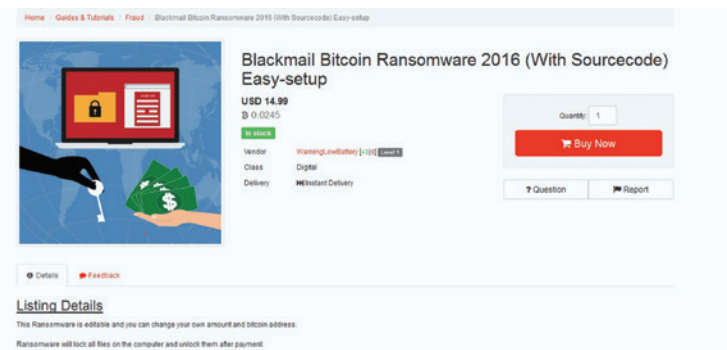 Home / Guides & Tutorials / Fraud / Blackmail Bitcoin Ransomware 2016 (With Sourcecode) Easy-setup
Blackmail Bitcoin Ransomware 2016 (With Sourcecode)
Easy-setup
USD 14.99
฿ 0.0245
In stock
Vendor WarningLowBattery [+3|0] Level 1
Class Digital
Delivery Instant Delivery
Quantity: 1
Buy Now
? Question Report
Details Feedback
Listing Details
This Ransomware is editable and you can change your own amount and bitcoin address.
Ransomware will lock all files on the computer and unlock them after payment.